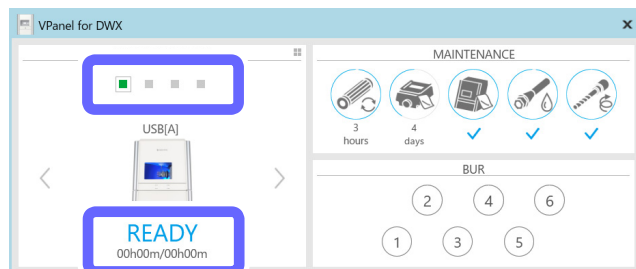 VPanel for DWX
USB[A]
READY
00h00m/00h00m
MAINTENANCE
3
hours
4
days
BUR
2 4 6
1 3 5